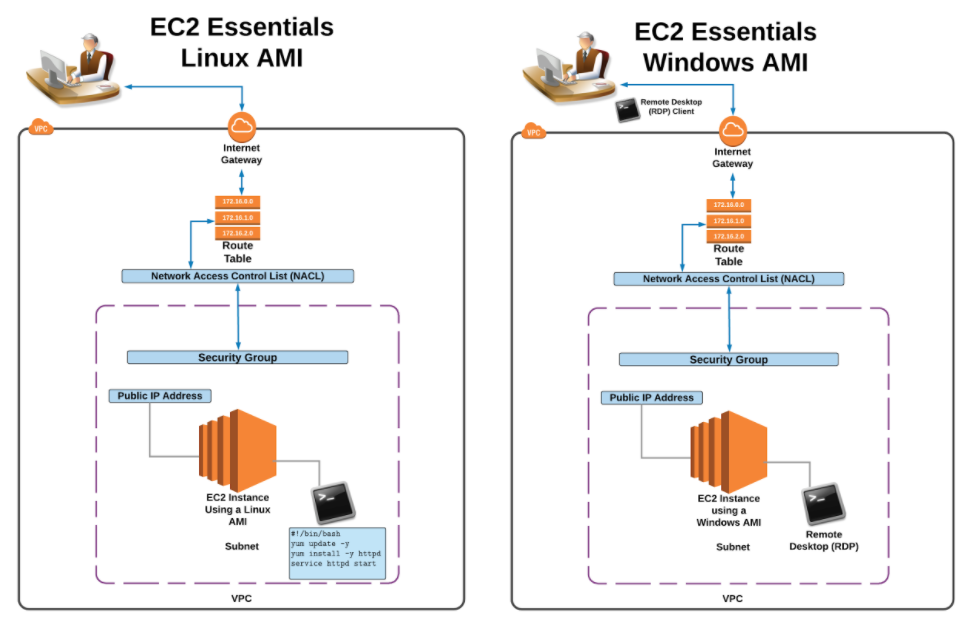 EC2 Essentials
Linux AMI
VPC
Internet
Gateway
172.16.0.0
172.16.1.0
172.16.2.0
Route
Table
Network Access Control List (NACL)
Security Group
Public IP Address
>_
EC2 Instance
Using a Linux
AMI
Subnet
#!/bin/bash
yum update -y
yum install -y httpd
service httpd start
VPC
EC2 Essentials
Windows AMI
>_
Remote Desktop
(RDP) Client
VPC
Internet
Gateway
172.16.0.0
172.16.1.0
172.16.2.0
Route
Table
Network Access Control List (NACL)
Security Group
Public IP Address
>_
EC2 Instance
using a
Windows AMI
Remote
Desktop (RDP)
Subnet
VPC